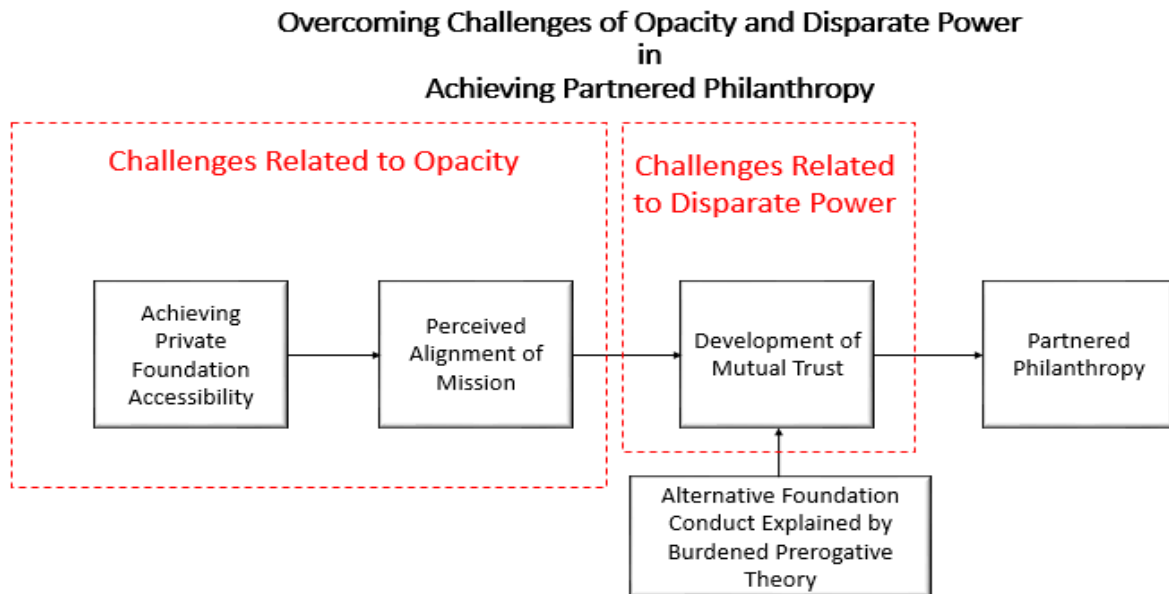 Overcoming Challenges of Opacity and Disparate Power
in
Achieving Partnered Philanthropy
Challenges Related to Opacity
Challenges Related
to Disparate Power
Achieving
Private
Foundation
Accessibility
Perceived
Alignment of
Mission
Development of
Mutual Trust
Partnered
Philanthropy
Alternative Foundation
Conduct Explained by
Burdened Prerogative
Theory